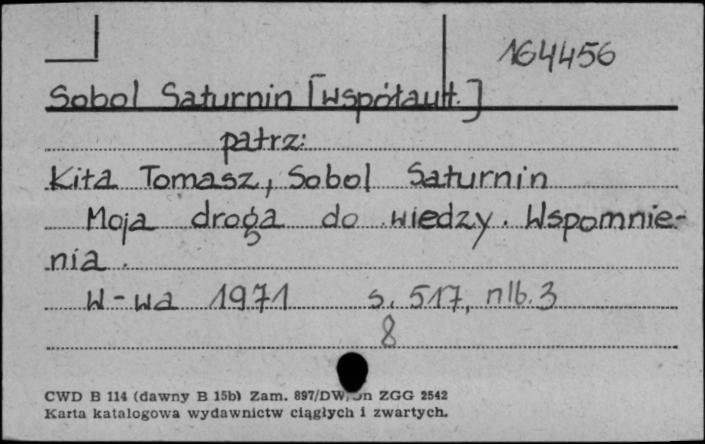 164456
Sobol Saturnin [współaut.]
patrz:
Kita Tomasz, Sobol Saturnin
Moja droga do wiedzy. Wspomnie-
nia.
W-wa 1971 s. 517, nlb. 3
8
CWD B 114 (dawny B 15b) Zam. 897/DW/ ZGG 2542
Karta katalogowa wydawnictw ciągłych i zwartych.